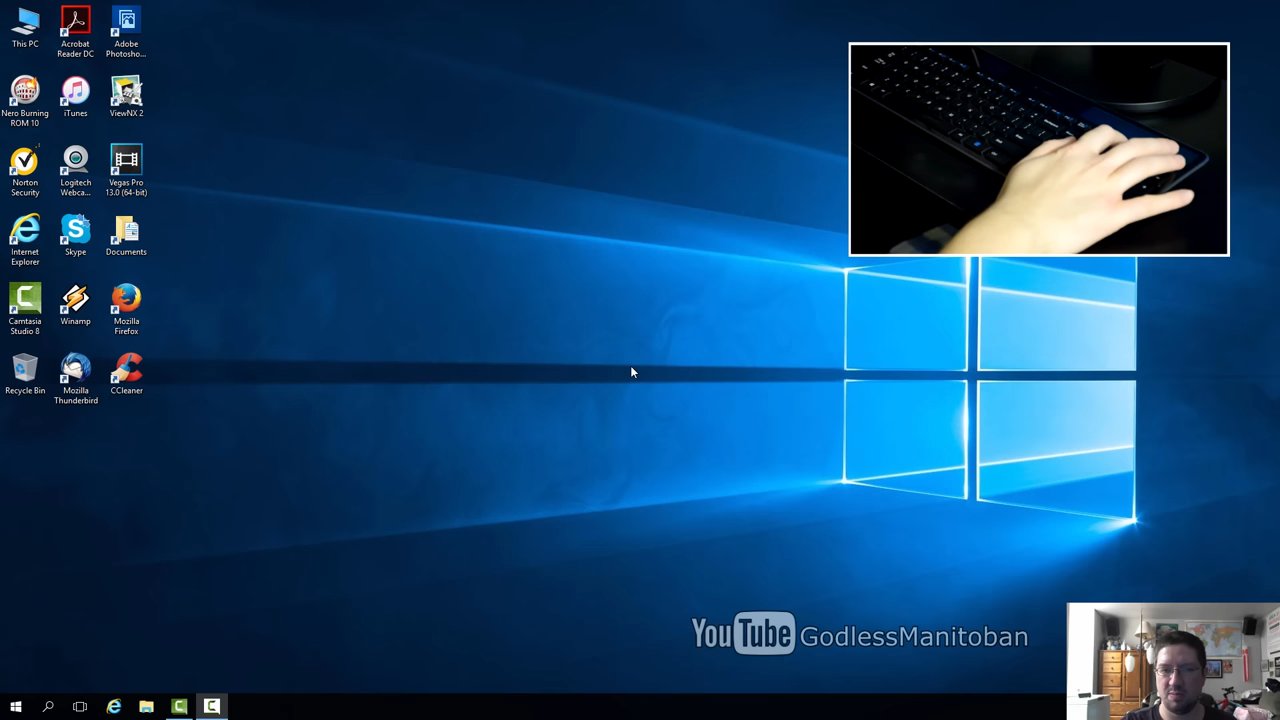 This PC
Acrobat
Reader DC
Adobe
Photosho...
Nero Burning
ROM 10
iTunes
ViewNX 2
Norton
Security
Logitech
Webca...
Vegas Pro
13.0 (64-bit)
Internet
Explorer
Skype
Documents
Camtasia
Studio 8
Winamp
Mozilla
Firefox
Recycle Bin
Mozilla
Thunderbird
CCleaner
YouTube GodlessManitoban